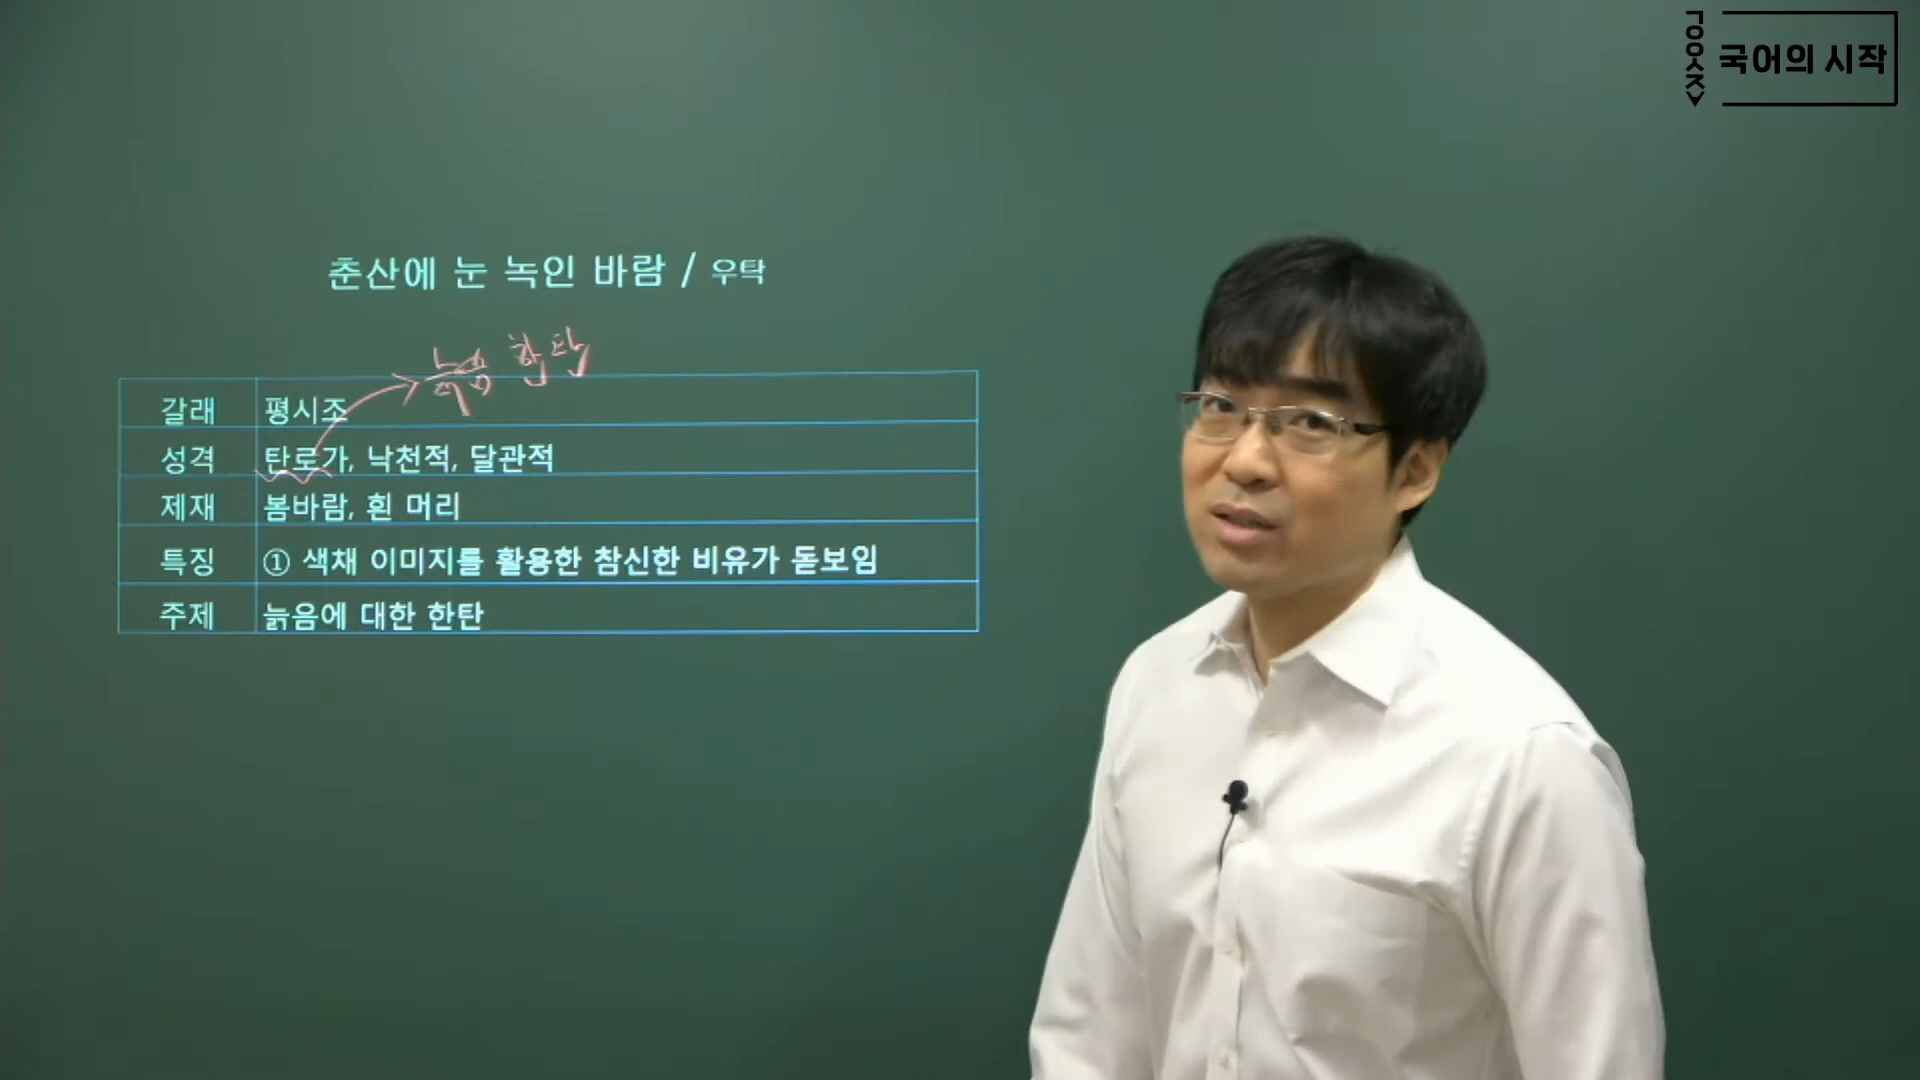 국어의 시작
춘산에 눈 녹인 바람 / 우탁
늙음 한탄
갈래 평시조
성격 탄로가, 낙천적, 달관적
제재 봄바람, 흰 머리
특징 ① 색채 이미지를 활용한 참신한 비유가 돋보임
주제 늙음에 대한 한탄